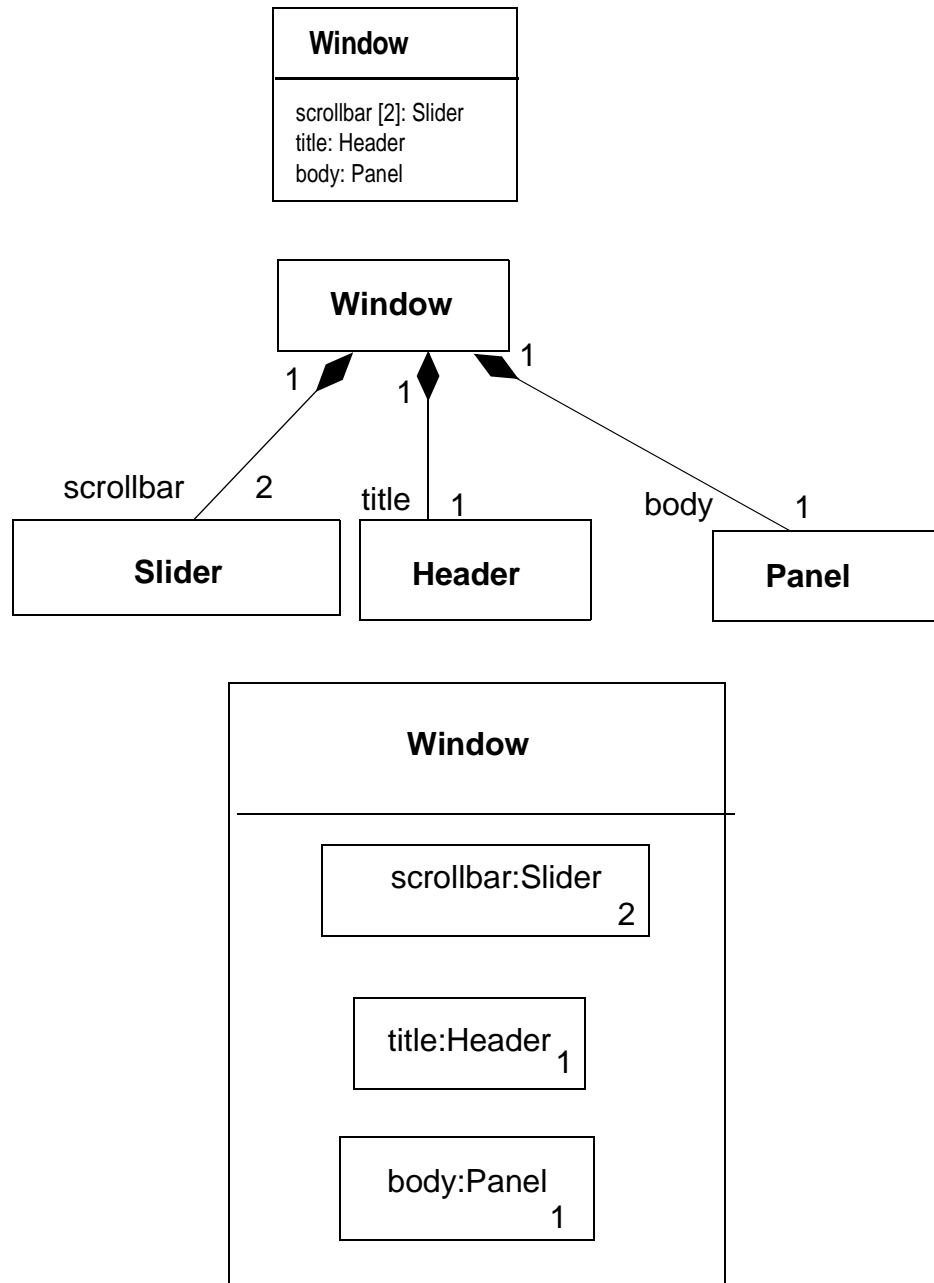 Window
scrollbar [2]: Slider
title: Header
body: Panel
Window
1
1
1
scrollbar
2
title
1
body
1
Slider
Header
Panel
Window
scrollbar:Slider
2
title:Header
1
body:Panel
1